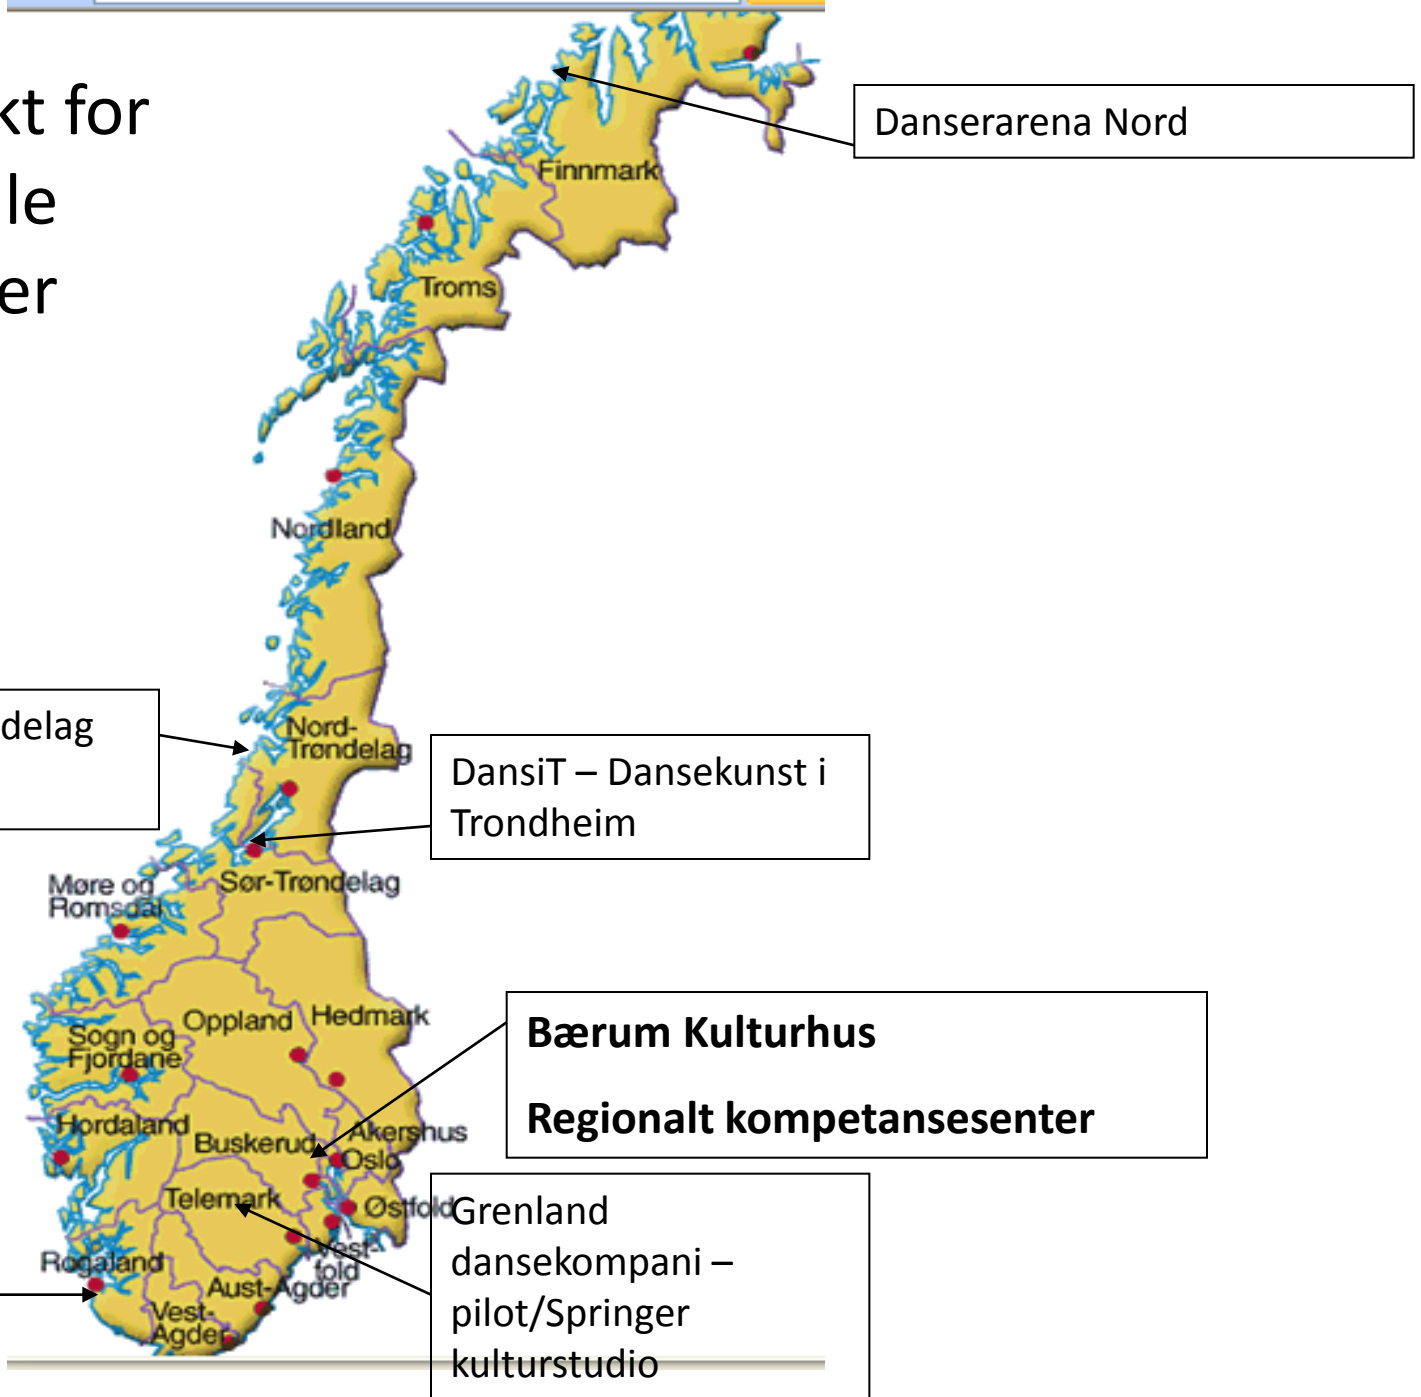 kt for
le
er
Danserarena Nord
Finnmark
Troms
Nordland
delag
Nord-
Trøndelag
DansiT – Dansekunst i
Trondheim
Møre og
Romsdal
Sør-Trøndelag
Bærum Kulturhus
Regionalt kompetansesenter
Oppland
Hedmark
Sogn og
Fjordane
Hordaland
Buskerud
Akershus
Oslo
Telemark
Østfold
Grenland
dansekompani –
pilot/Springer
kulturstudio
Rogaland
Vest-
fold
Aust-Agder
Vest-
Agder